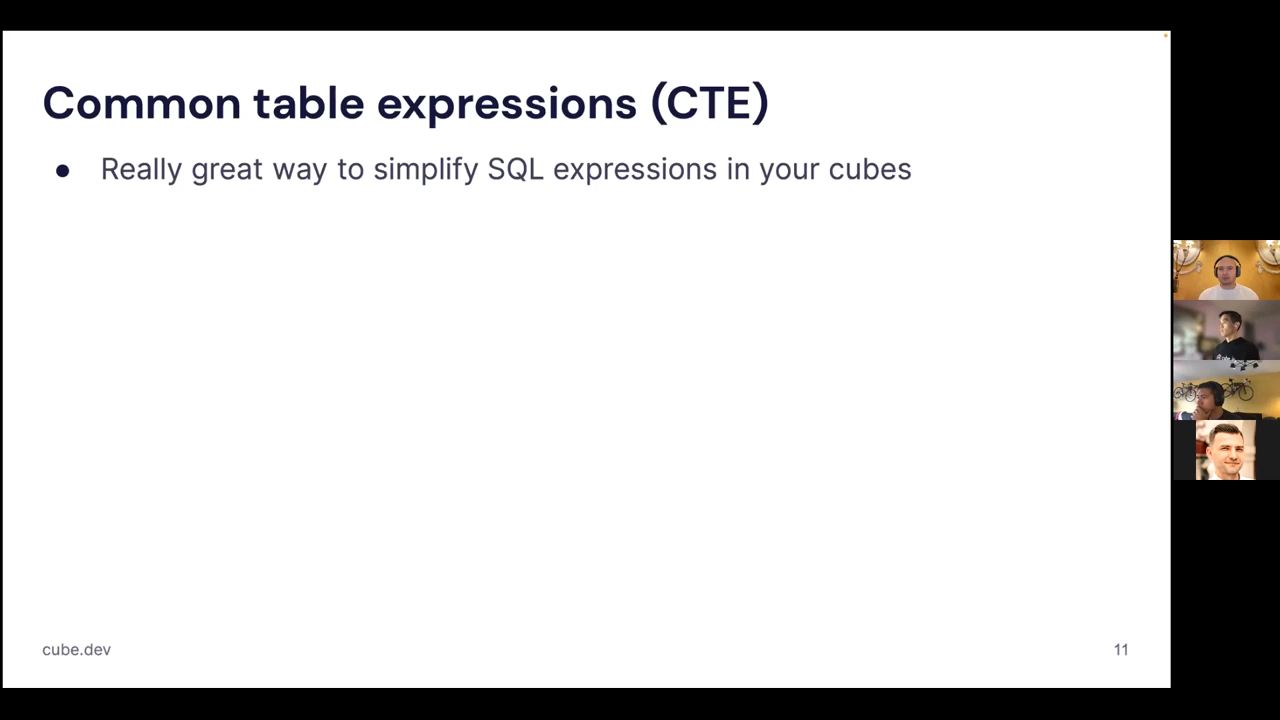 Common table expressions (CTE)
● Really great way to simplify SQL expressions in your cubes
cube.dev
11